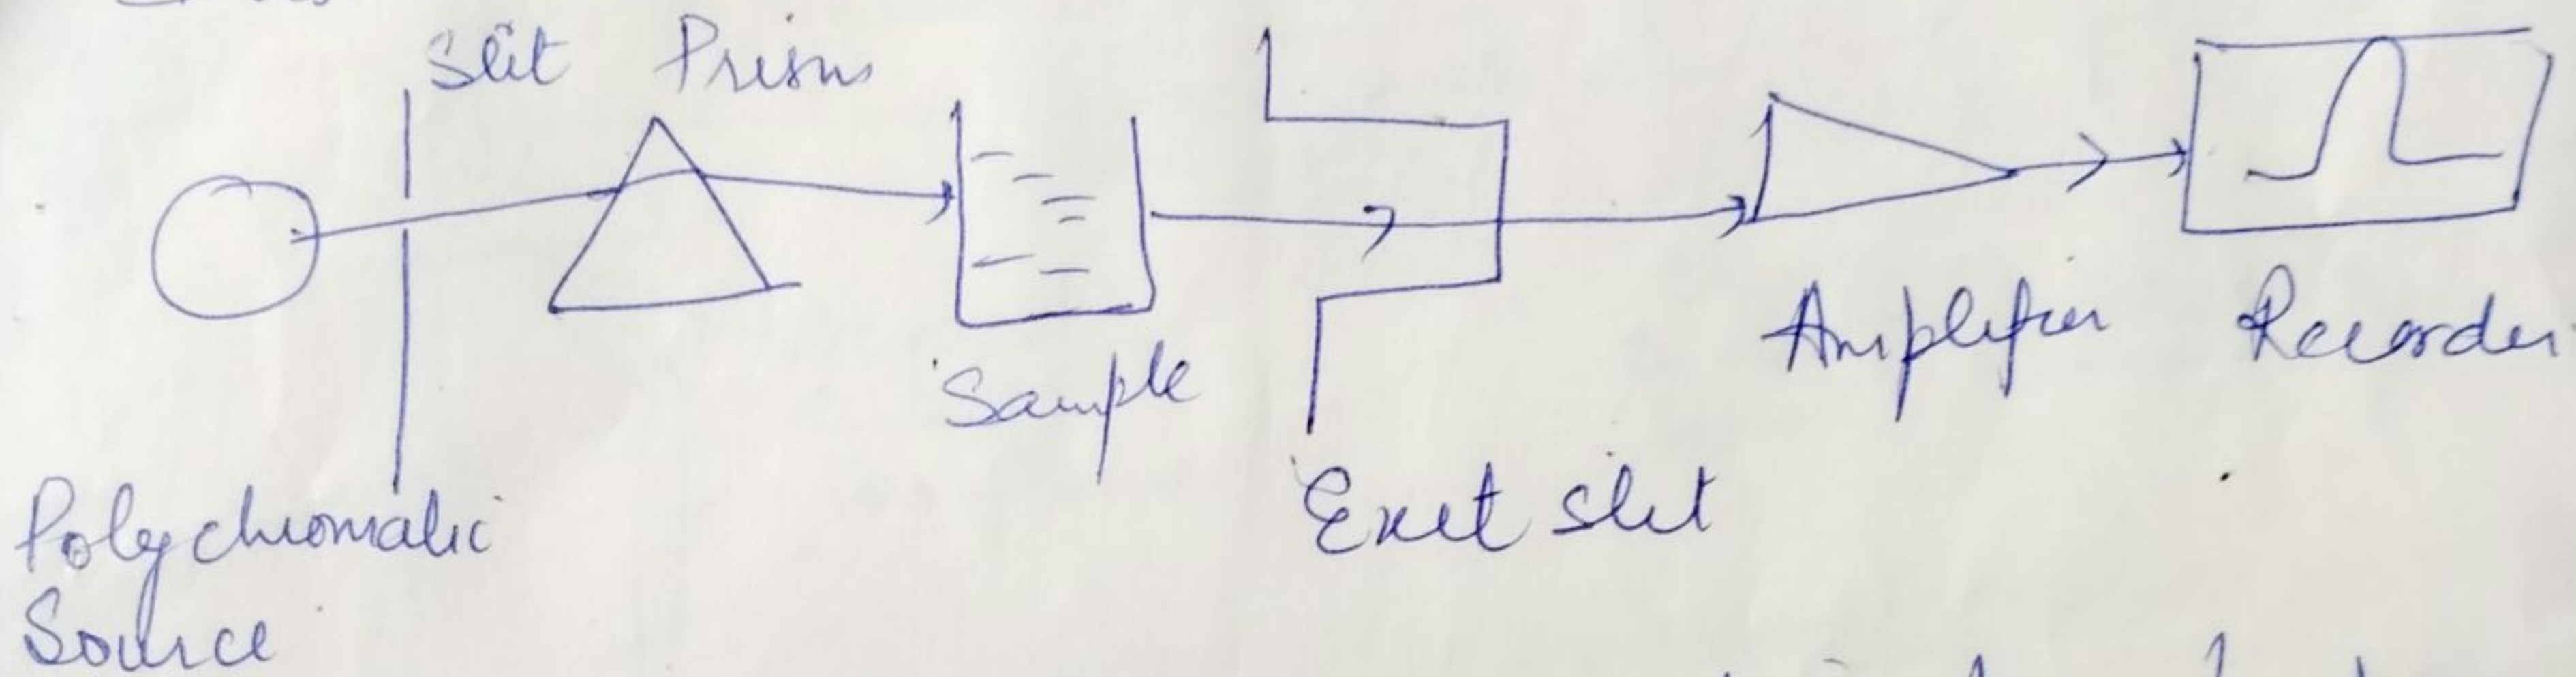 Slit Prism
Sample
Amplifier
Recorder
Exit slit
Polychromatic
Source